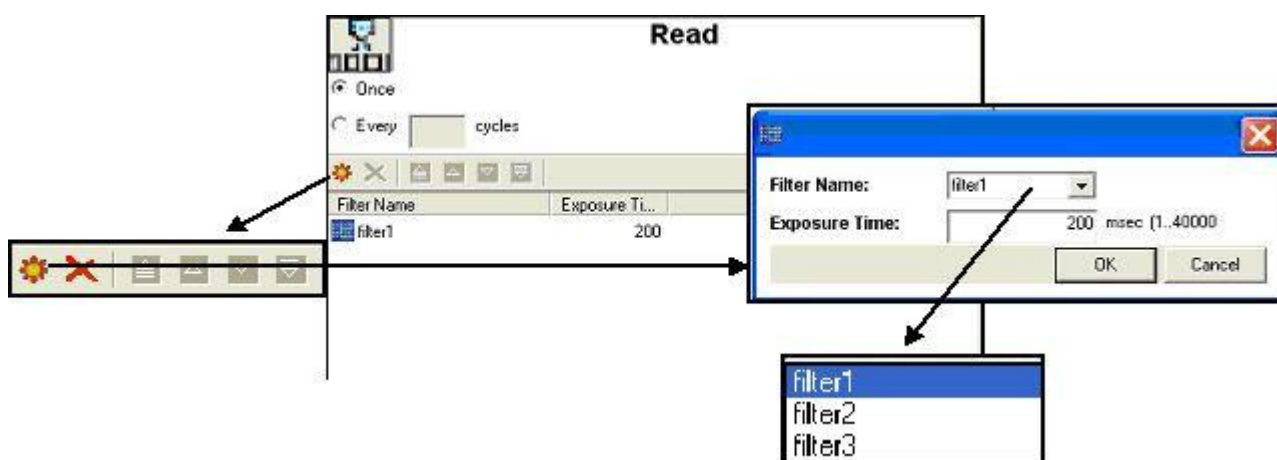 Read
Once
Every cycles
Filter Name Exposure Ti...
filter1 200
Filter Name: filter1
Exposure Time: 200 msec (1..40000
OK Cancel
filter1
filter2
filter3